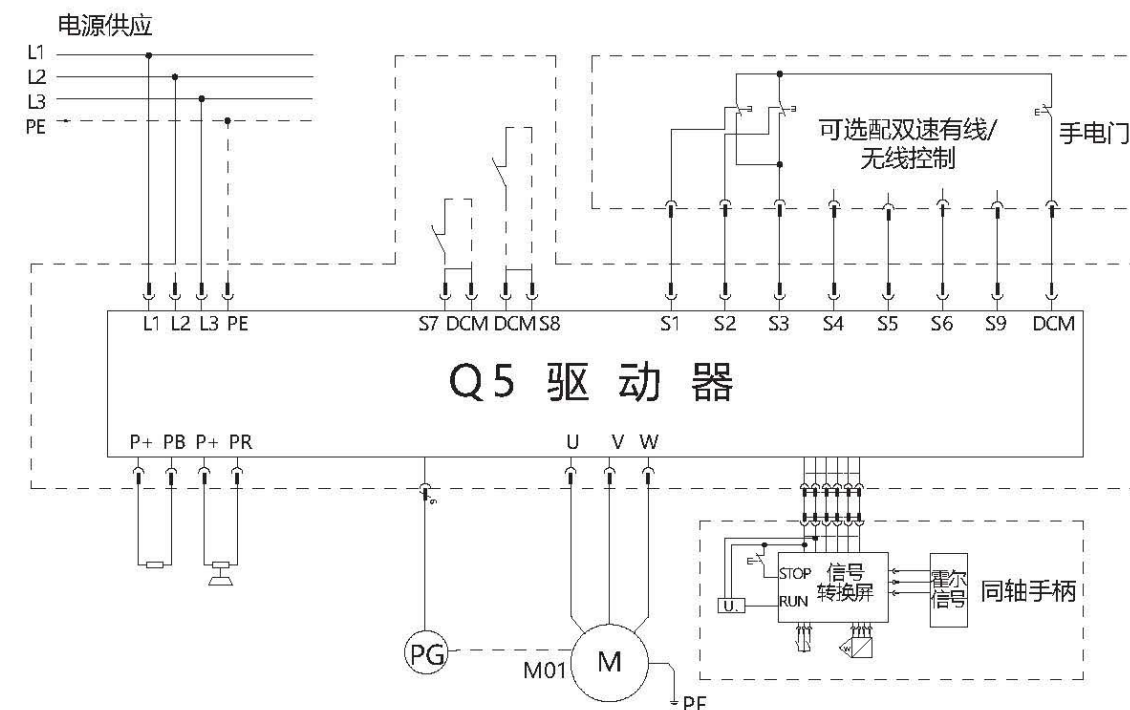 电源供应
L1
L2
L3
PE
可选配双速有线/
无线控制
手电门
L1 L2 L3 PE
S7 DCM DCM S8
S1 S2 S3 S4 S5 S6 S9 DCM
Q5 驱动器
P+ PB P+ PR
U V W
9
STOP
RUN
U.
信号
转换屏
霍尔
信号
同轴手柄
W
PG
M01
M
PE